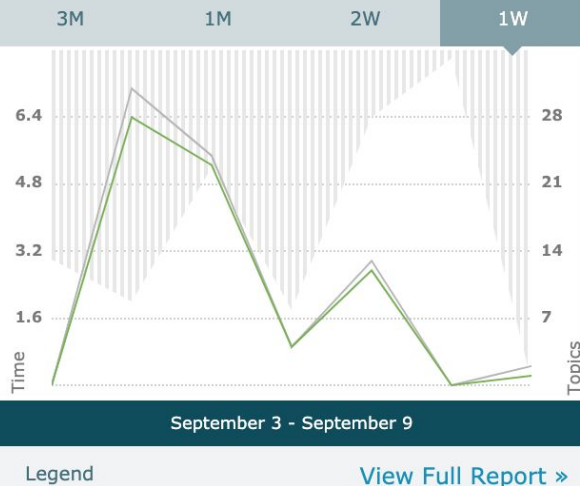 3M 1M 2W 1W
6.4 28
4.8 21
3.2 14
1.6 7
Time Topics
September 3 - September 9
Legend View Full Report »